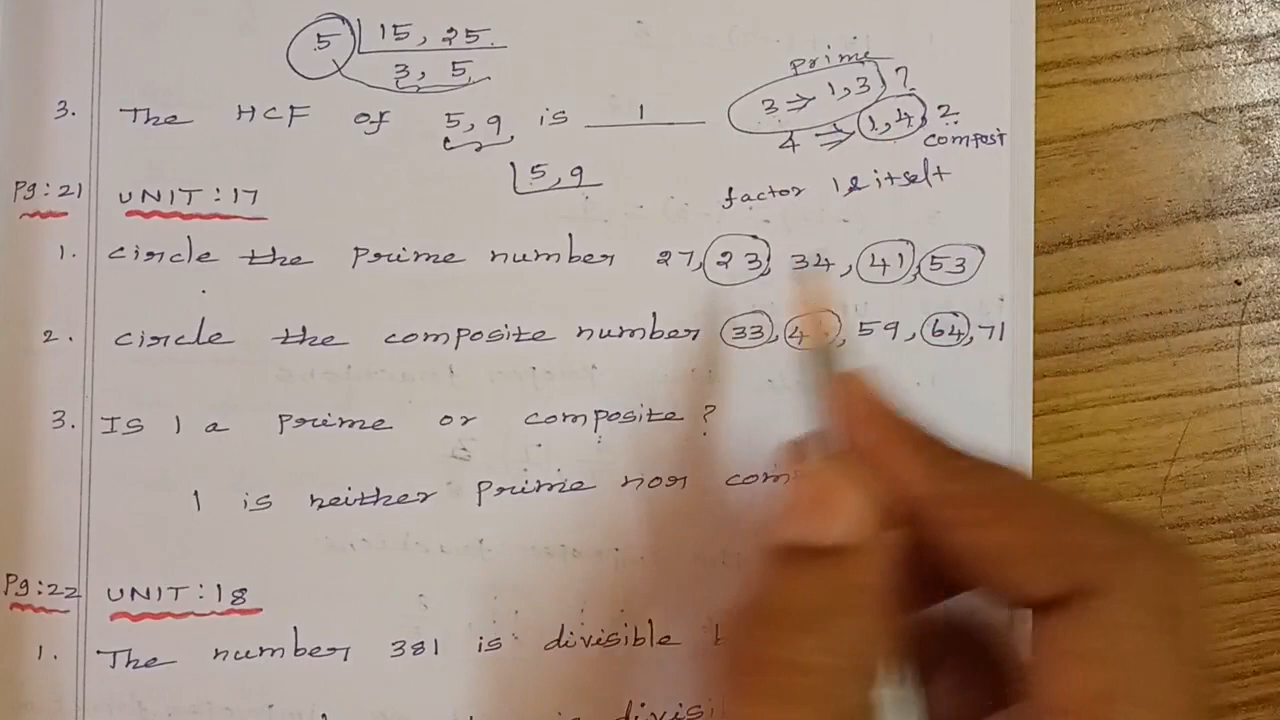 5 15, 25.
3, 5
Prime
3 ⇒ 1, 3 ?
3. The HCF of 5, 9 is 1
4 ⇒ 1, 4, ?
composit
5, 9
factor 1 & itself
Pg:21 UNIT:17
1. Circle the Prime number 27, 23, 34, 41, 53
2. Circle the composite number 33, 59, 64, 71
3. Is 1 a Prime or composite?
1 is neither Prime nor com
Pg:22 UNIT:18
1. The number 381 is divisible
is divisi